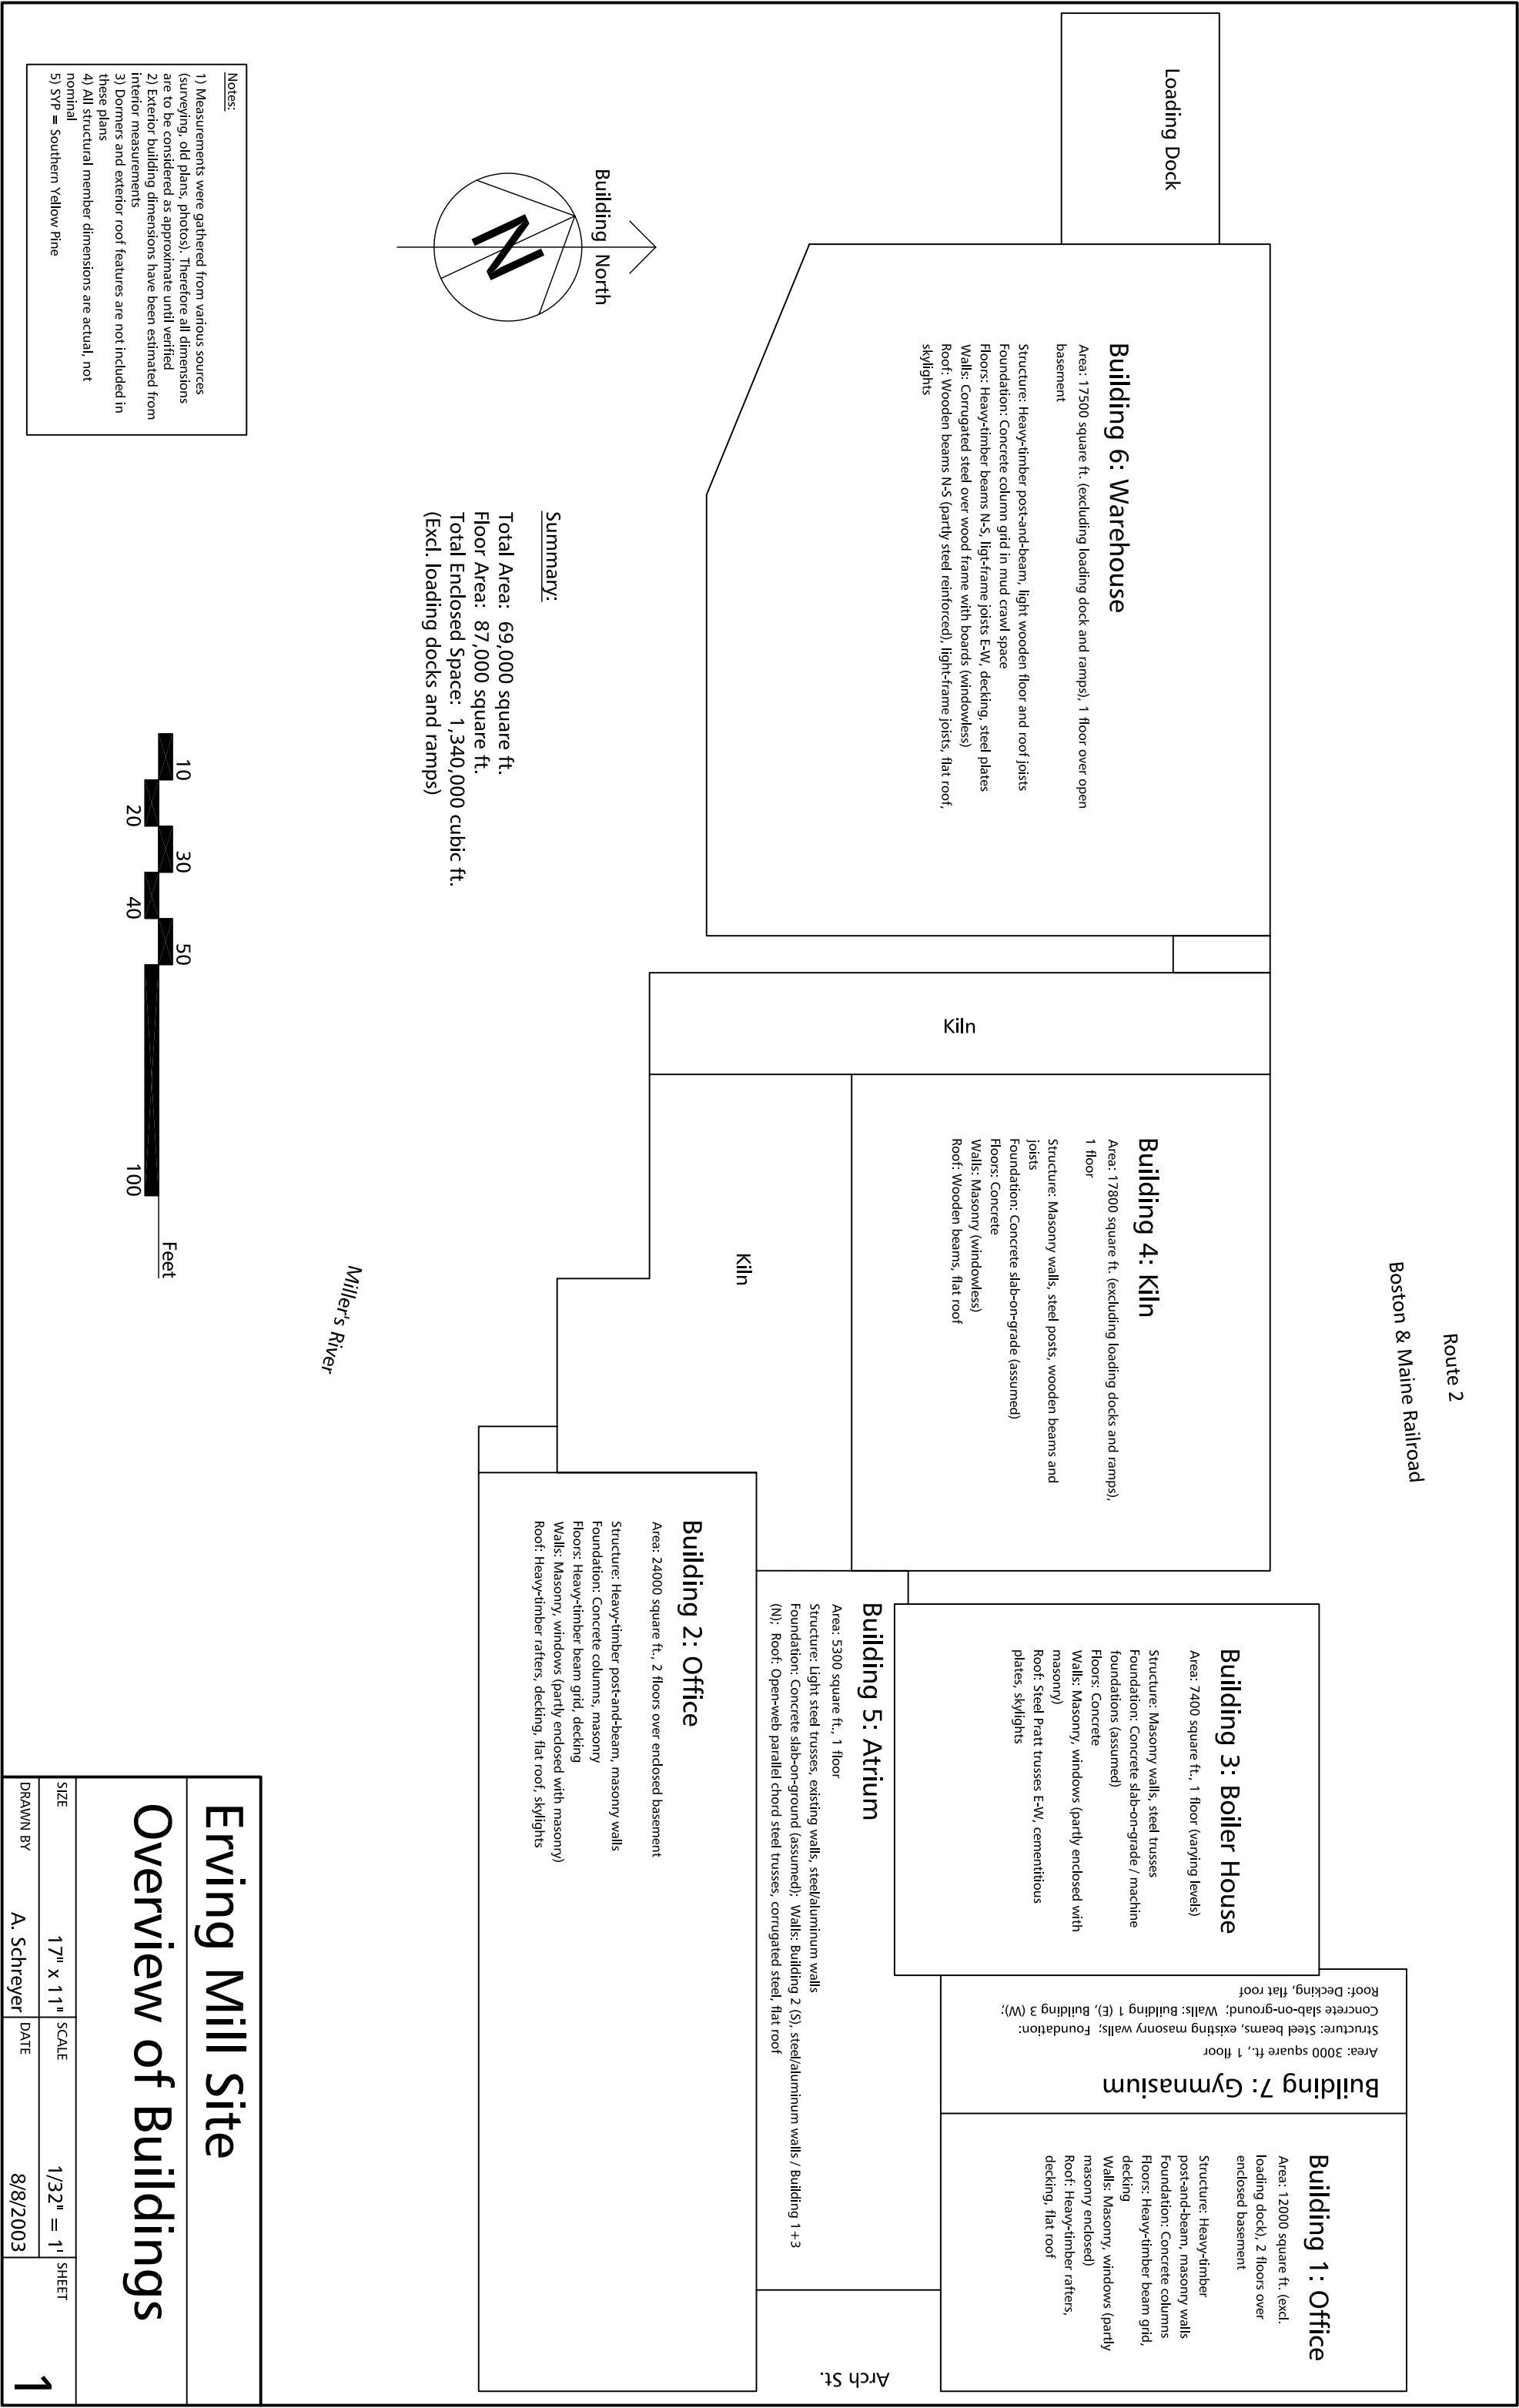 Route 2
Boston & Maine Railroad
Loading Dock
Building 6: Warehouse
Area: 17500 square ft. (excluding loading dock and ramps), 1 floor over open
basement
Structure: Heavy-timber post-and-beam, light wooden floor and roof joists
Foundation: Concrete column grid in mud crawl space
Floors: Heavy-timber beams N-S, ligt-frame joists E-W, decking, steel plates
Walls: Corrugated steel over wood frame with boards (windowless)
Roof: Wooden beams N-S (partly steel reinforced), light-frame joists, flat roof,
skylights
Kiln
Building 4: Kiln
Area: 17800 square ft. (excluding loading docks and ramps),
1 floor
Structure: Masonry walls, steel posts, wooden beams and
joists
Foundation: Concrete slab-on-grade (assumed)
Floors: Concrete
Walls: Masonry (windowless)
Roof: Wooden beams, flat roof
Kiln
Building 3: Boiler House
Area: 7400 square ft., 1 floor (varying levels)
Structure: Masonry walls, steel trusses
Foundation: Concrete slab-on-grade / machine
foundations (assumed)
Floors: Concrete
Walls: Masonry, windows (partly enclosed with
masonry)
Roof: Steel Pratt trusses E-W, cementitious
plates, skylights
Building 7: Gymnasium
Area: 3000 square ft., 1 floor
Structure: Steel beams, existing masonry walls; Foundation:
Concrete slab-on-ground; Walls: Building 1 (E), Building 3 (W);
Roof: Decking, flat roof
Building 1: Office
Area: 12000 square ft. (excl.
loading dock), 2 floors over
enclosed basement
Structure: Heavy-timber
post-and-beam, masonry walls
Foundation: Concrete columns
Floors: Heavy-timber beam grid,
decking
Walls: Masonry, windows (partly
masonry enclosed)
Roof: Heavy-timber rafters,
decking, flat roof
Building 5: Atrium
Area: 5300 square ft., 1 floor
Structure: Light steel trusses, existing walls, steel/aluminum walls
Foundation: Concrete slab-on-ground (assumed); Walls: Building 2 (S), steel/aluminum walls / Building 1+3
(N); Roof: Open-web parallel chord steel trusses, corrugated steel, flat roof
Arch St.
Building 2: Office
Area: 24000 square ft., 2 floors over enclosed basement
Structure: Heavy-timber post-and-beam, masonry walls
Foundation: Concrete columns, masonry
Floors: Heavy-timber beam grid, decking
Walls: Masonry, windows (partly enclosed with masonry)
Roof: Heavy-timber rafters, decking, flat roof, skylights
Building North
N
Summary:
Total Area: 69,000 square ft.
Floor Area: 87,000 square ft.
Total Enclosed Space: 1,340,000 cubic ft.
(Excl. loading docks and ramps)
Miller's River
Notes:
1) Measurements were gathered from various sources
(surveying, old plans, photos). Therefore all dimensions
are to be considered as approximate until verified
2) Exterior building dimensions have been estimated from
interior measurements
3) Dormers and exterior roof features are not included in
these plans
4) All structural member dimensions are actual, not
nominal
5) SYP = Southern Yellow Pine
10 30 50 Feet
20 40 100
Erving Mill Site
Overview of Buildings
SIZE 17" x 11" SCALE 1/32" = 1' SHEET
DRAWN BY A. Schreyer DATE 8/8/2003 1